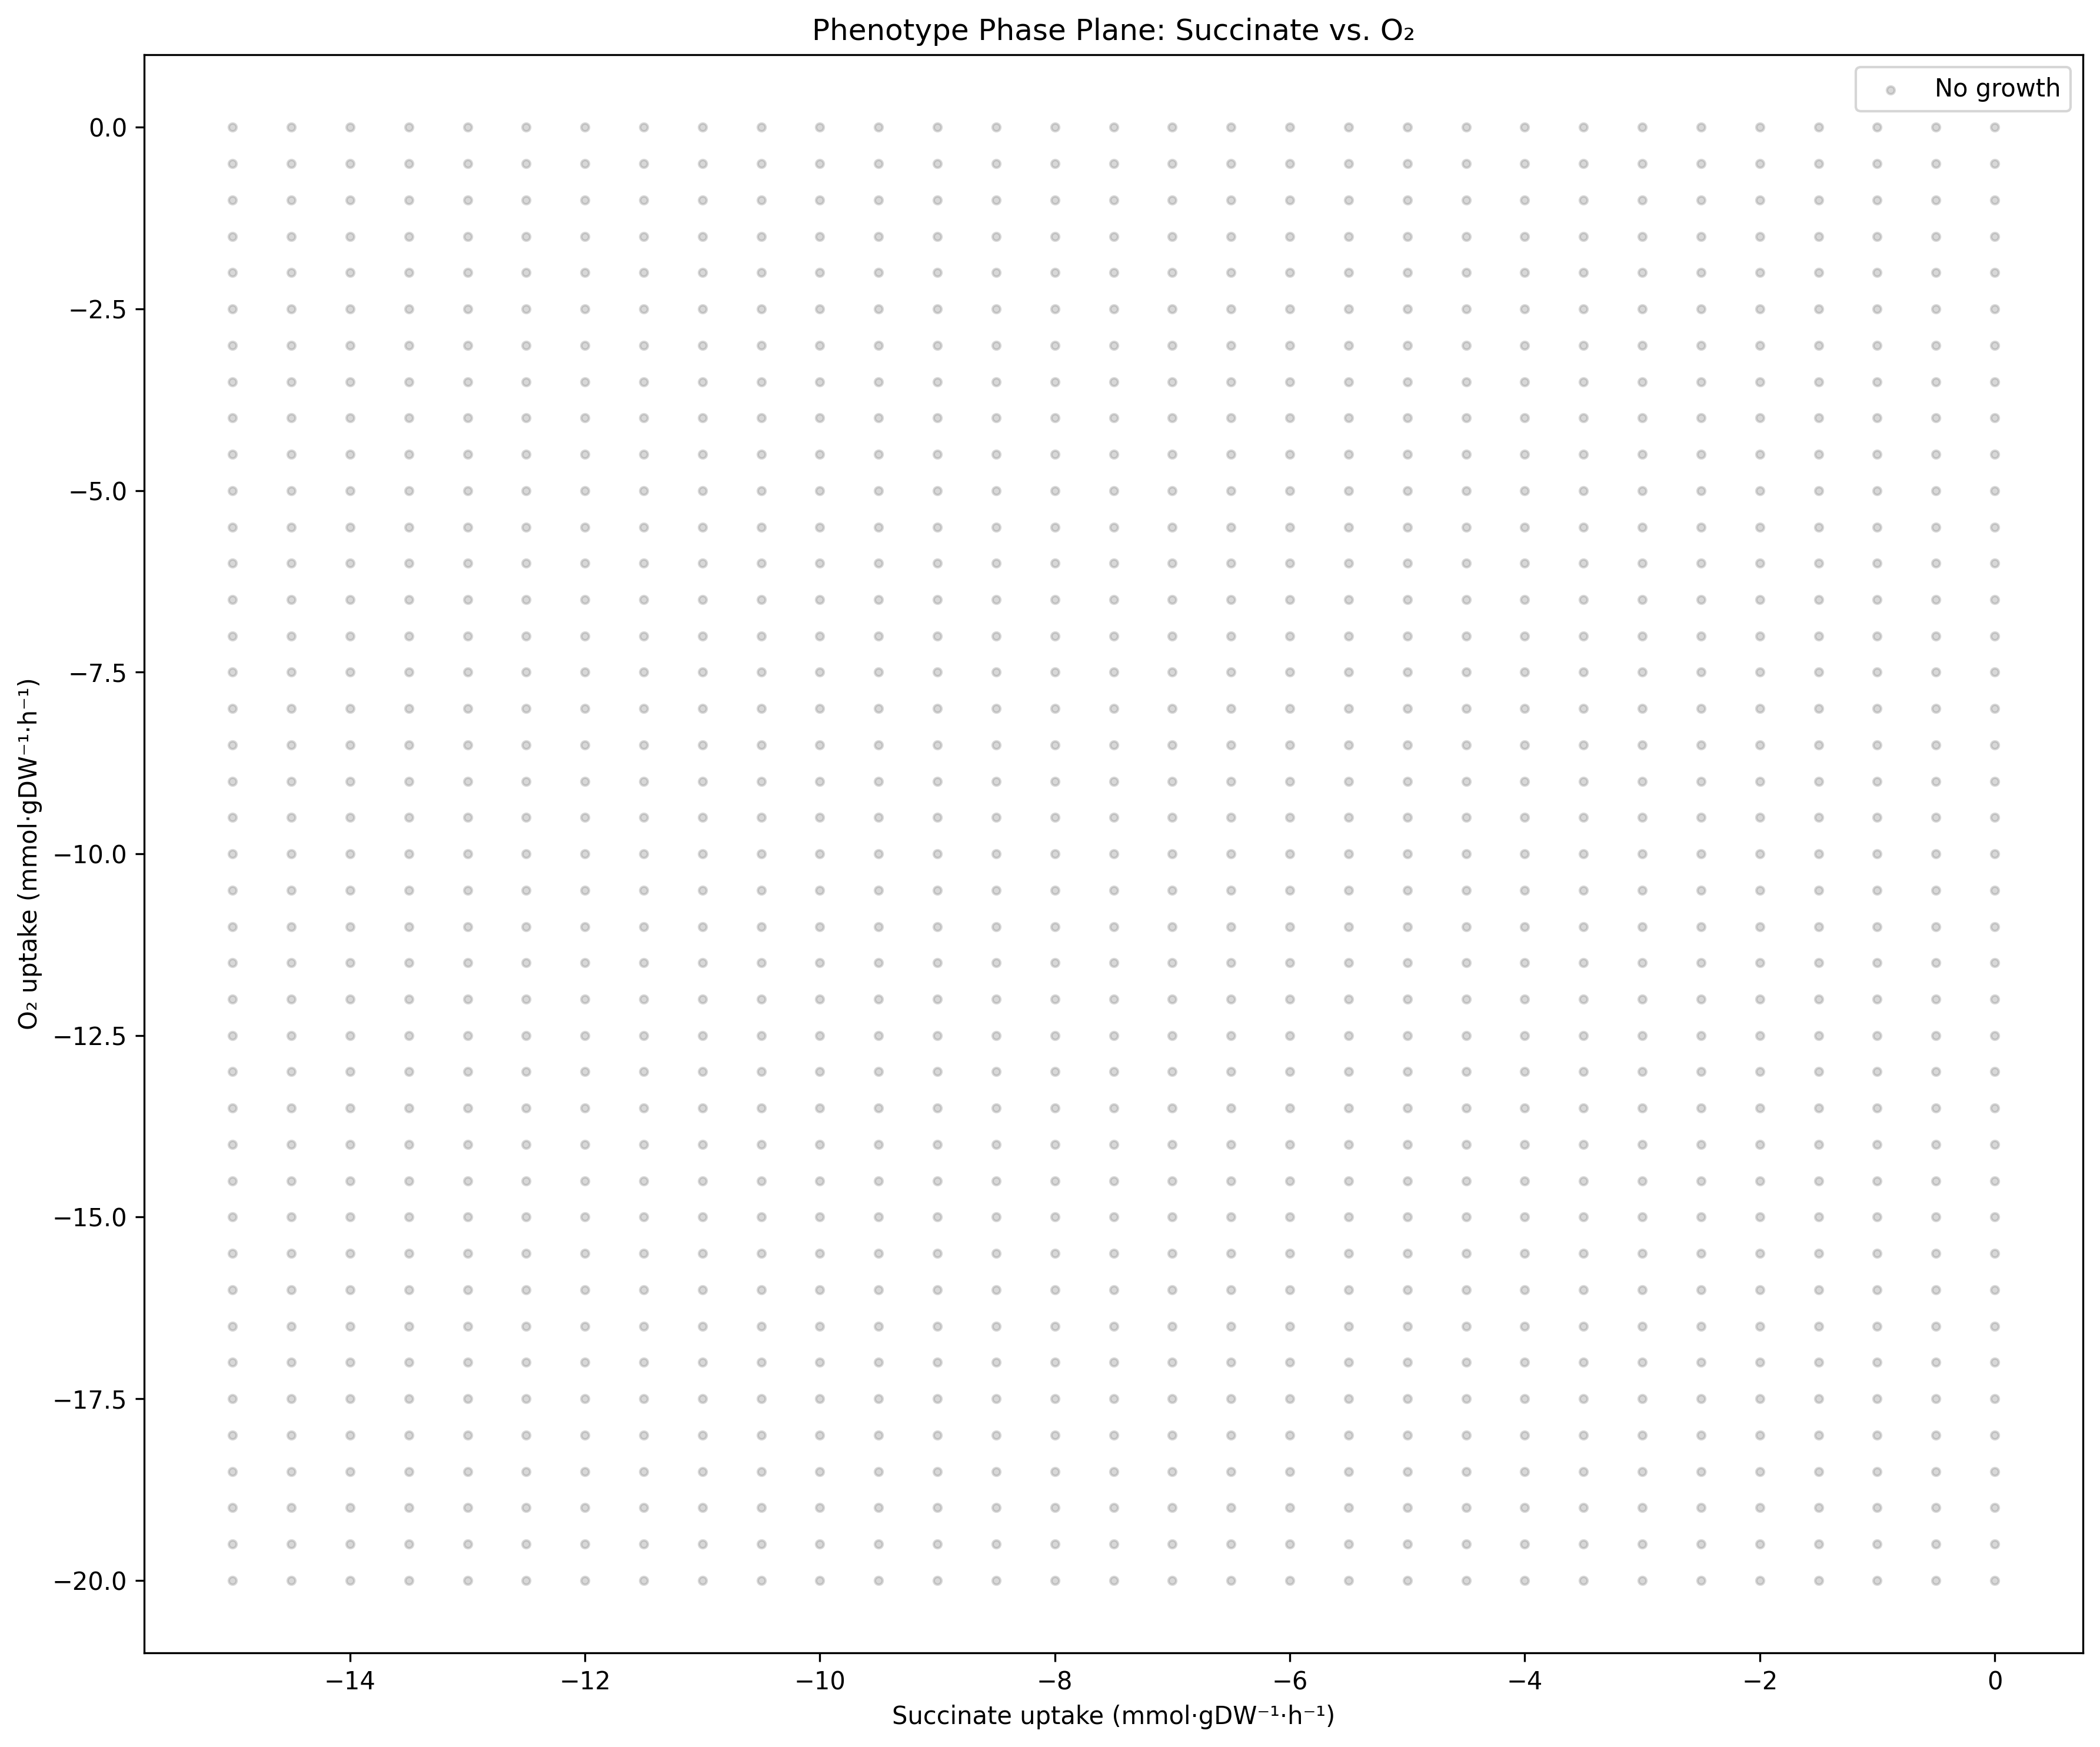 Phenotype Phase Plane: Succinate vs. O₂
No growth
0.0
−2.5
−5.0
−7.5
−10.0
−12.5
−15.0
−17.5
−20.0
O₂ uptake (mmol·gDW⁻¹·h⁻¹)
−14 −12 −10 −8 −6 −4 −2 0
Succinate uptake (mmol·gDW⁻¹·h⁻¹)